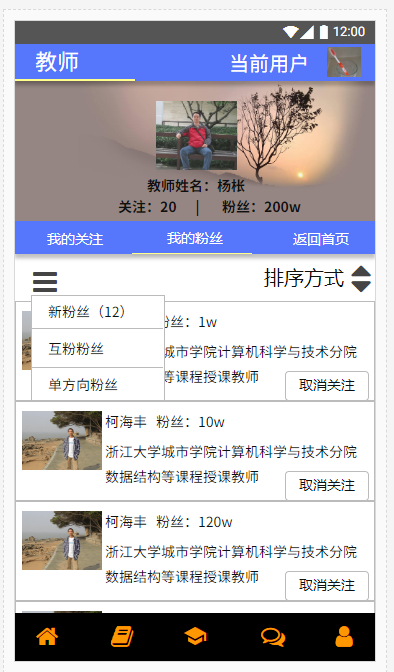 12:00
教师
当前用户
教师姓名：杨枨
关注：20 | 粉丝：200w
我的关注
我的粉丝
返回首页
排序方式
新粉丝（12）
互粉粉丝
单方向粉丝
粉丝：1w
城市学院计算机科学与技术分院
等课程授课教师
取消关注
柯海丰 粉丝：10w
浙江大学城市学院计算机科学与技术分院
数据结构等课程授课教师
取消关注
柯海丰 粉丝：120w
浙江大学城市学院计算机科学与技术分院
数据结构等课程授课教师
取消关注